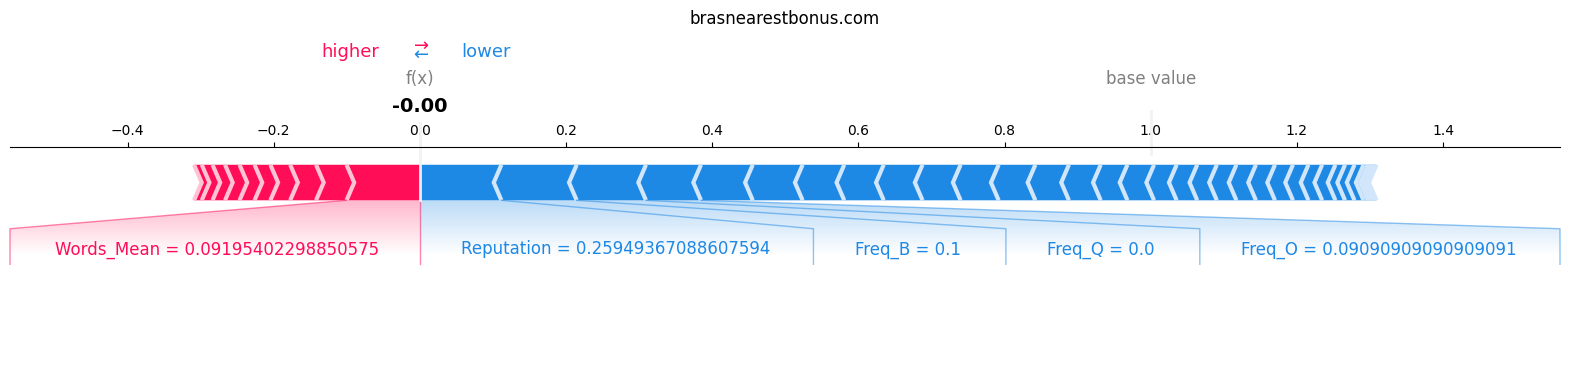 brasnearestbonus.com
higher ⇄ lower
f(x) base value
-0.00
−0.4 −0.2 0.0 0.2 0.4 0.6 0.8 1.0 1.2 1.4
Words_Mean = 0.09195402298850575 Reputation = 0.25949367088607594 Freq_B = 0.1 Freq_Q = 0.0 Freq_O = 0.09090909090909091